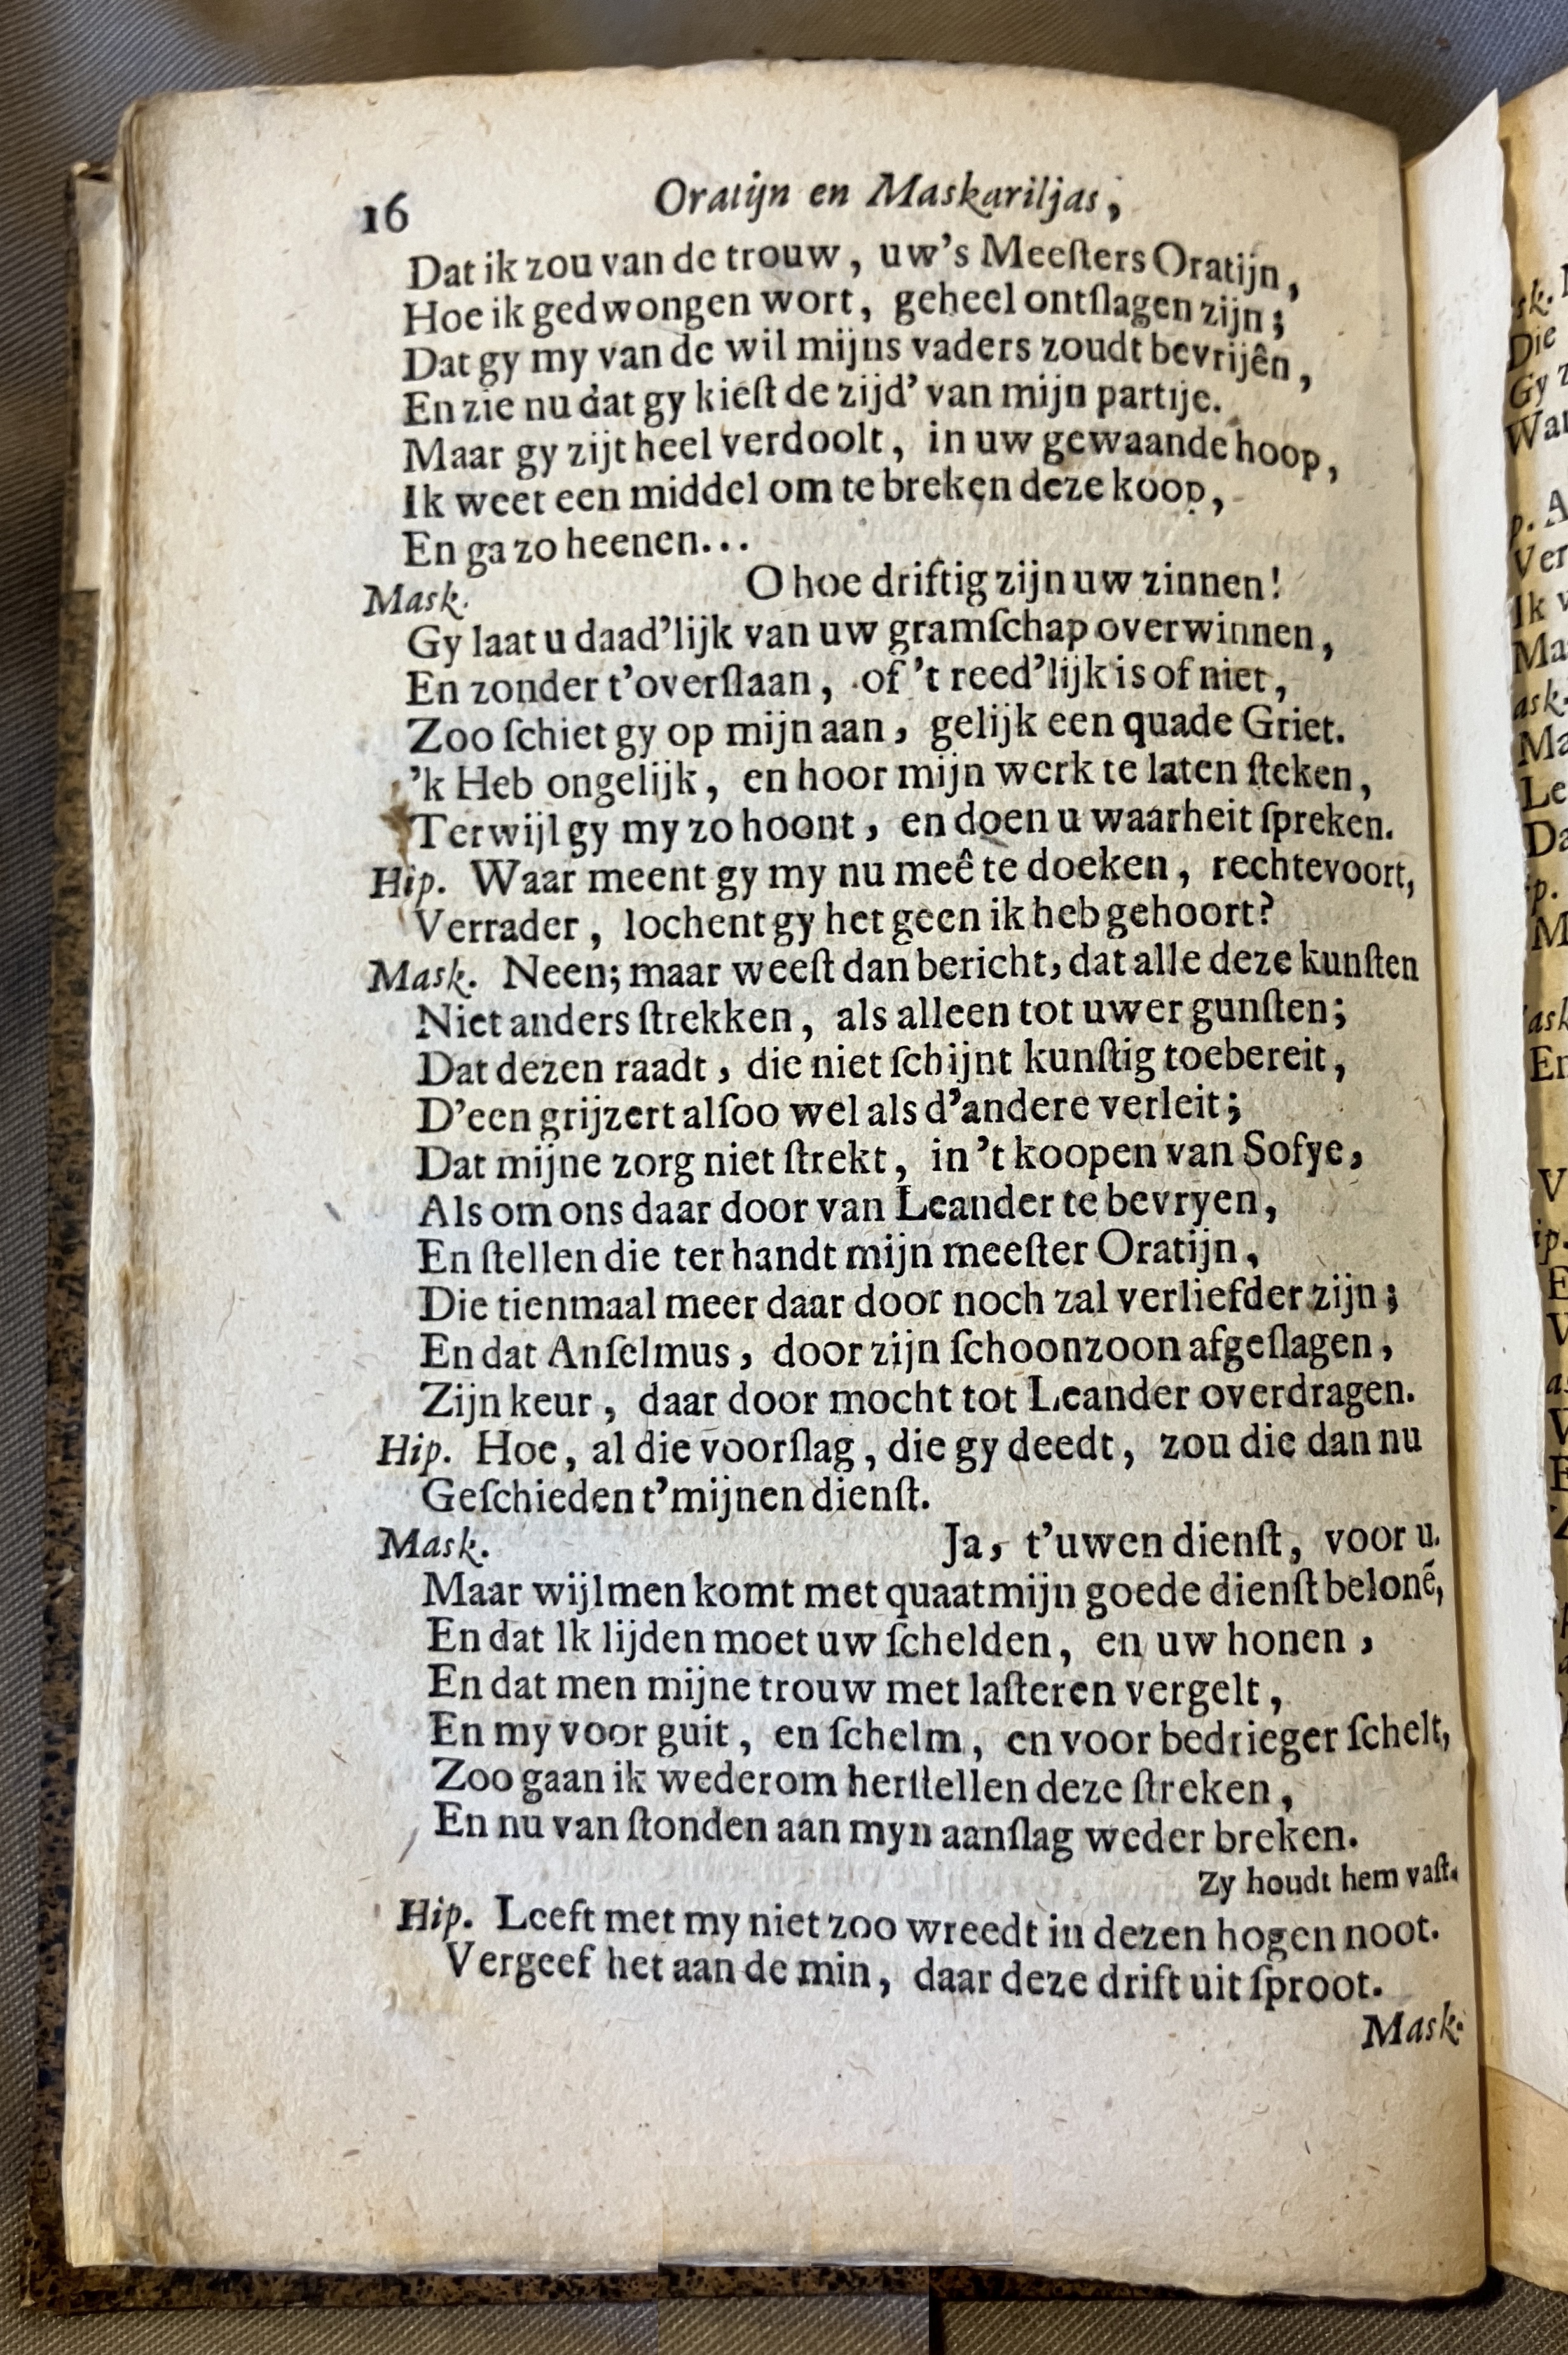 16 Oratijn en Maskariljas,
Dat ik zou van de trouw, uw's Meeſters Oratijn,
Hoe ik gedwongen wort, geheel ontſlagen zijn;
Dat gy my van de wil mijns vaders zoudt bevrijên,
En zie nu dat gy kieſt de zijd' van mijn partije.
Maar gy zijt heel verdoolt, in uw gewaande hoop,
Ik weet een middel om te breken deze koop,
En ga zo heenen...
Mask. O hoe driftig zijn uw zinnen!
Gy laat u daad'lijk van uw gramſchap overwinnen,
En zonder t'overſlaan, of 't reed'lijk is of niet,
Zoo ſchiet gy op mijn aan, gelijk een quade Griet.
'k Heb ongelijk, en hoor mijn werk te laten ſteken,
Terwijl gy my zo hoont, en doen u waarheit ſpreken.
Hip. Waar meent gy my nu meê te doeken, rechtevoort,
Verrader, lochent gy het geen ik heb gehoort?
Mask. Neen; maar weeſt dan bericht, dat alle deze kunſten
Niet anders ſtrekken, als alleen tot uwer gunſten;
Dat dezen raadt, die niet ſchijnt kunſtig toebereit,
D'een grijzert alſoo wel als d'andere verleit;
Dat mijne zorg niet ſtrekt, in 't koopen van Sofye,
Als om ons daar door van Leander te bevryen,
En ſtellen die ter handt mijn meeſter Oratijn,
Die tienmaal meer daar door noch zal verliefder zijn;
En dat Anſelmus, door zijn ſchoonzoon afgeſlagen,
Zijn keur, daar door mocht tot Leander overdragen.
Hip. Hoe, al die voorſlag, die gy deedt, zou die dan nu
Geſchieden t'mijnen dienſt.
Mask. Ja, t'uwen dienſt, voor u.
Maar wijl men komt met quaat mijn goede dienſt belonē,
En dat Ik lijden moet uw ſchelden, en uw honen,
En dat men mijne trouw met laſteren vergelt,
En my voor guit, en ſchelm, en voor bedrieger ſchelt,
Zoo gaan ik wederom herſtellen deze ſtreken,
En nu van ſtonden aan myn aanſlag weder breken.
Zy houdt hem vaſt.
Hip. Leeft met my niet zoo wreedt in dezen hogen noot.
Vergeef het aan de min, daar deze drift uit ſproot.
Mask.